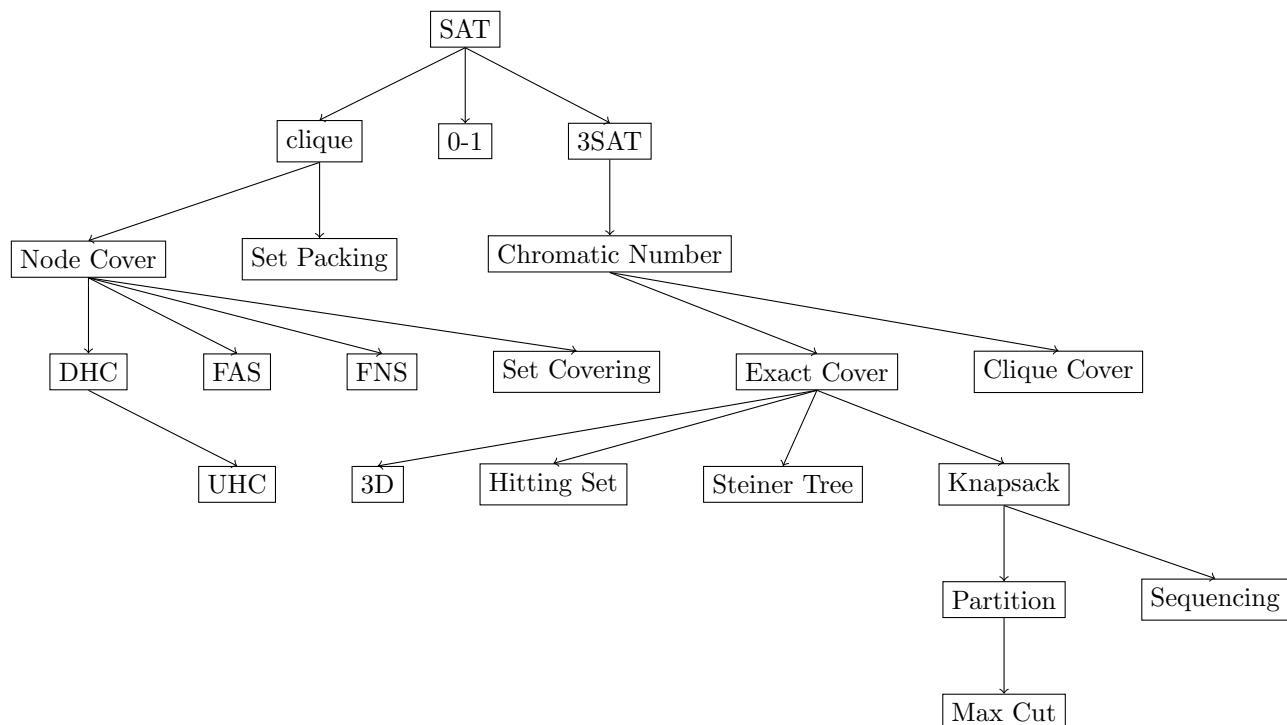 SAT
clique
0-1
3SAT
Node Cover
Set Packing
Chromatic Number
DHC
FAS
FNS
Set Covering
Exact Cover
Clique Cover
UHC
3D
Hitting Set
Steiner Tree
Knapsack
Partition
Sequencing
Max Cut